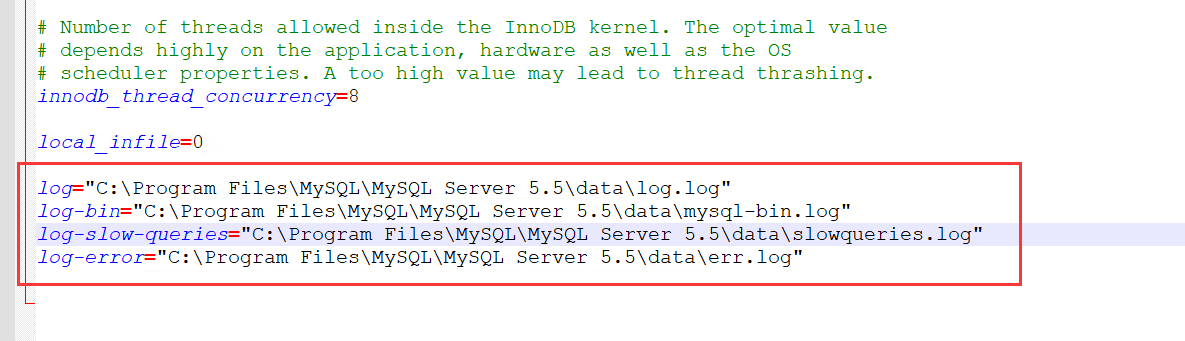 # Number of threads allowed inside the InnoDB kernel. The optimal value
# depends highly on the application, hardware as well as the OS
# scheduler properties. A too high value may lead to thread thrashing.
innodb_thread_concurrency=8
local_infile=0
log="C:\Program Files\MySQL\MySQL Server 5.5\data\log.log"
log-bin="C:\Program Files\MySQL\MySQL Server 5.5\data\mysql-bin.log"
log-slow-queries="C:\Program Files\MySQL\MySQL Server 5.5\data\slowqueries.log"
log-error="C:\Program Files\MySQL\MySQL Server 5.5\data\err.log"